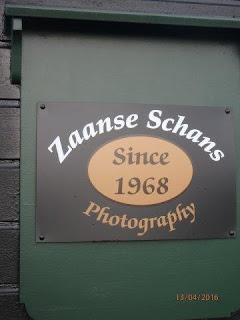 Zaanse Schans
Since
1968
Photography
13/04/2016